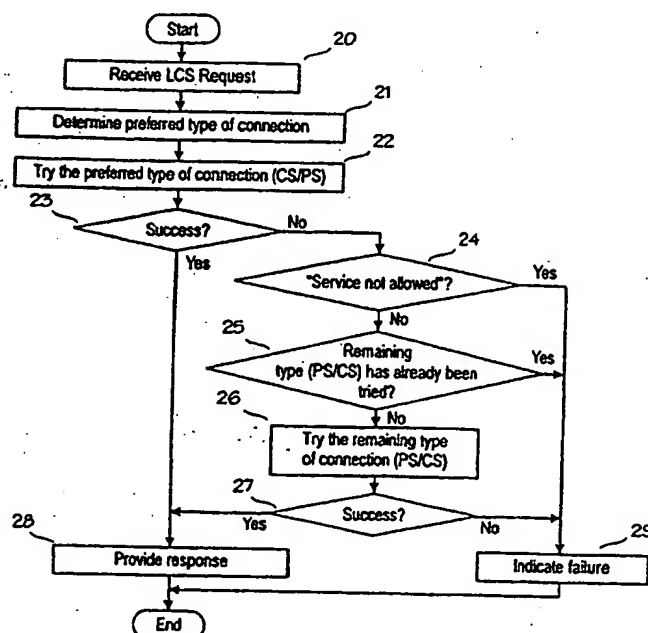 Start
20
Receive LCS Request
21
Determine preferred type of connection
22
Try the preferred type of connection (CS/PS)
23
Success?
No
Yes
24
"Service not allowed"?
Yes
No
25
Remaining
type (PS/CS) has already been
tried?
Yes
No
26
Try the remaining type
of connection (PS/CS)
27
Success?
Yes
No
28
Provide response
29
Indicate failure
End